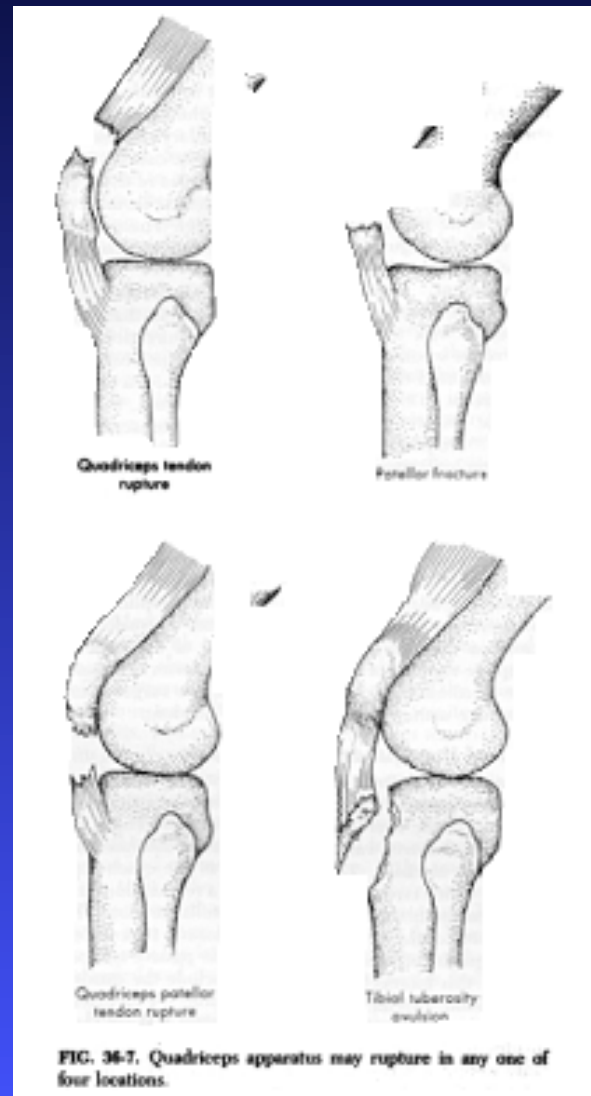 Quadriceps tendon
rupture
Patellar fracture
Quadriceps patellar
tendon rupture
Tibial tuberosity
avulsion
FIG. 36-7. Quadriceps apparatus may rupture in any one of
four locations.